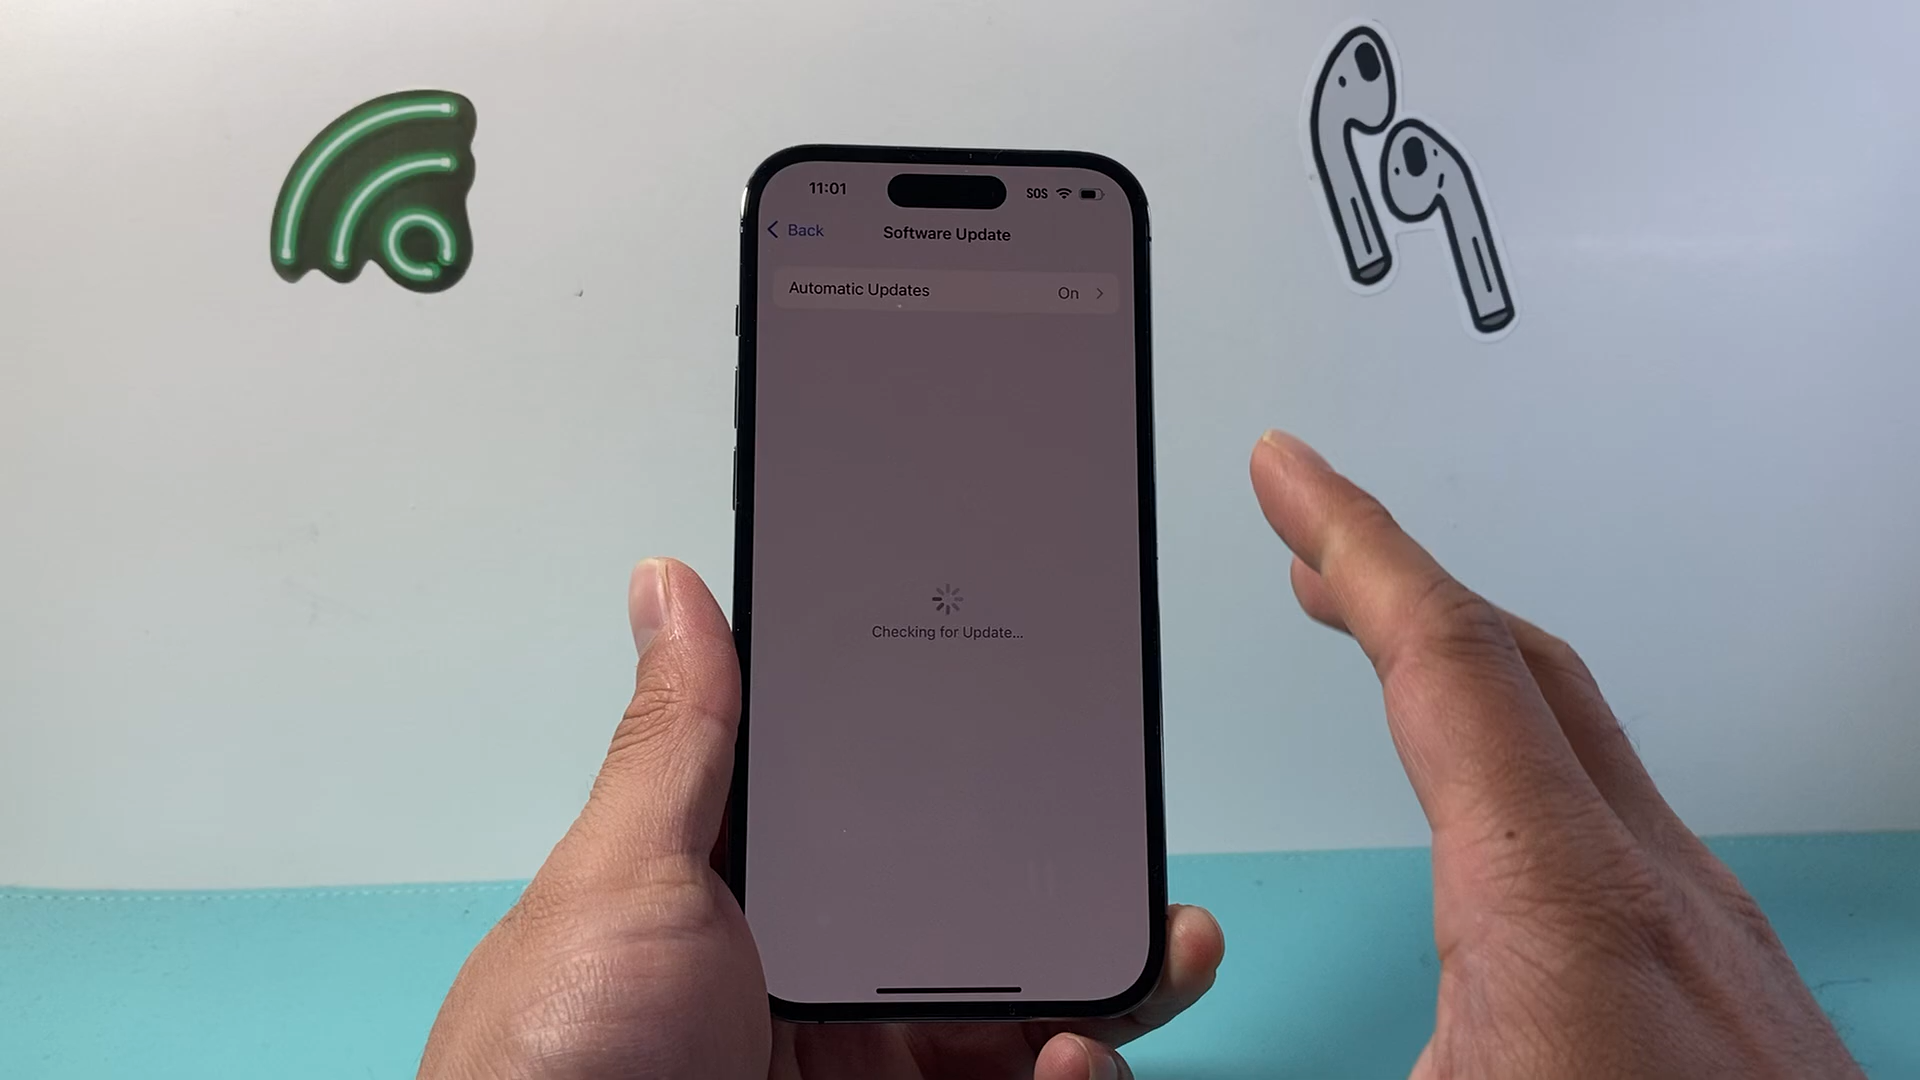 11:01
SOS
Back
Software Update
Automatic Updates On
Checking for Update...